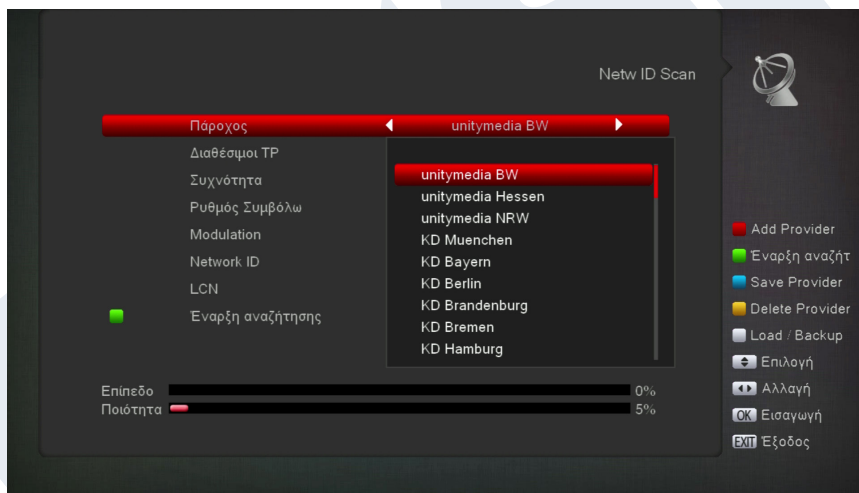 Netw ID Scan
Πάροχος unitymedia BW
Διαθέσιμοι TP
Συχνότητα
Ρυθμός Συμβόλω
Modulation
Network ID
LCN
Έναρξη αναζήτησης
unitymedia BW
unitymedia Hessen
unitymedia NRW
KD Muenchen
KD Bayern
KD Berlin
KD Brandenburg
KD Bremen
KD Hamburg
Επίπεδο 0%
Ποιότητα 5%
Add Provider
Έναρξη αναζήτ
Save Provider
Delete Provider
Load / Backup
Επιλογή
Αλλαγή
OK Εισαγωγή
EXIT Έξοδος